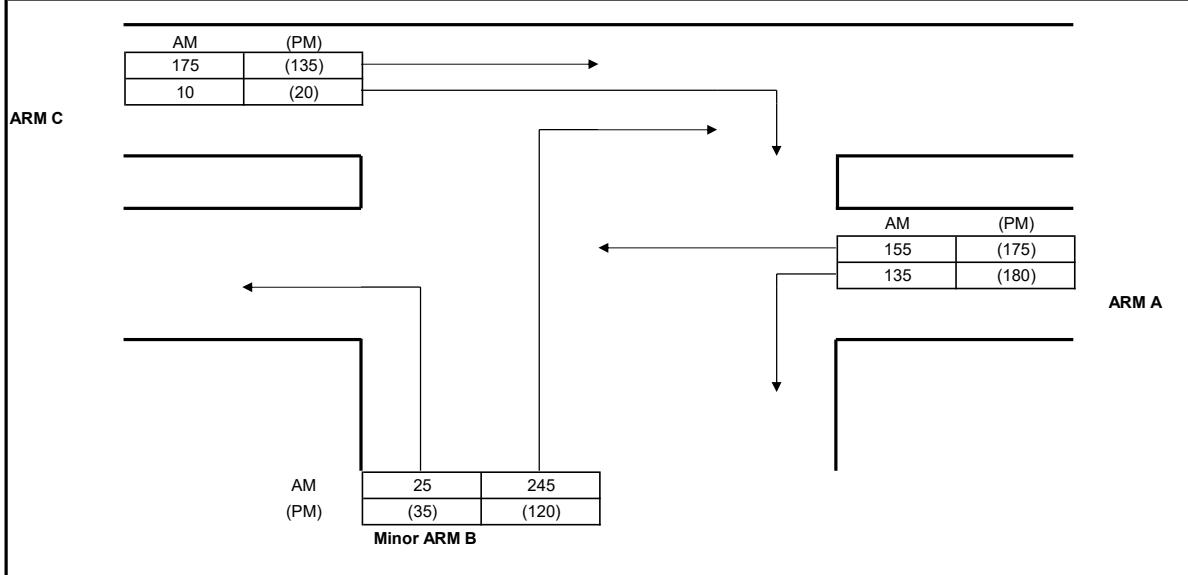 AM (PM)
175 (135)
10 (20)
ARM C
AM (PM)
155 (175)
135 (180)
ARM A
AM 25 245
(PM) (35) (120)
Minor ARM B